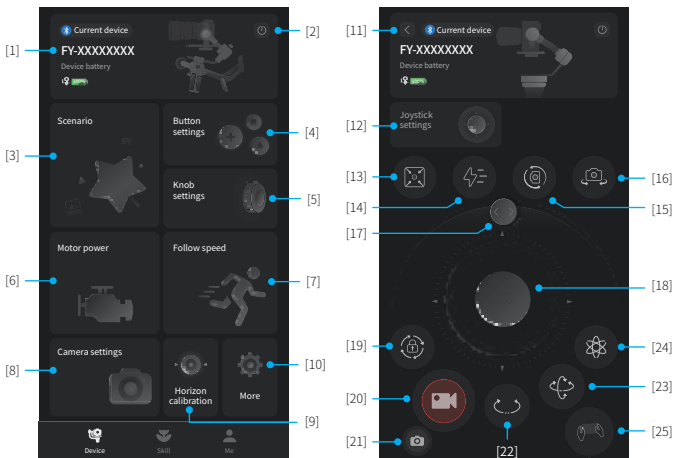 Current device
[1]
FY-XXXXXXXX
[2]
Device battery
100%
Scenario
[3]
Button
settings
[4]
Knob
settings
[5]
Motor power
[6]
Follow speed
[7]
Camera settings
[8]
Horizon
calibration
[9]
More
[10]
Device
Skill
Me
[11]
Current device
FY-XXXXXXXX
Device battery
100%
[12]
Joystick
settings
[13]
[14]
[15]
[16]
[17]
[18]
[19]
[20]
[21]
[22]
[23]
[24]
[25]